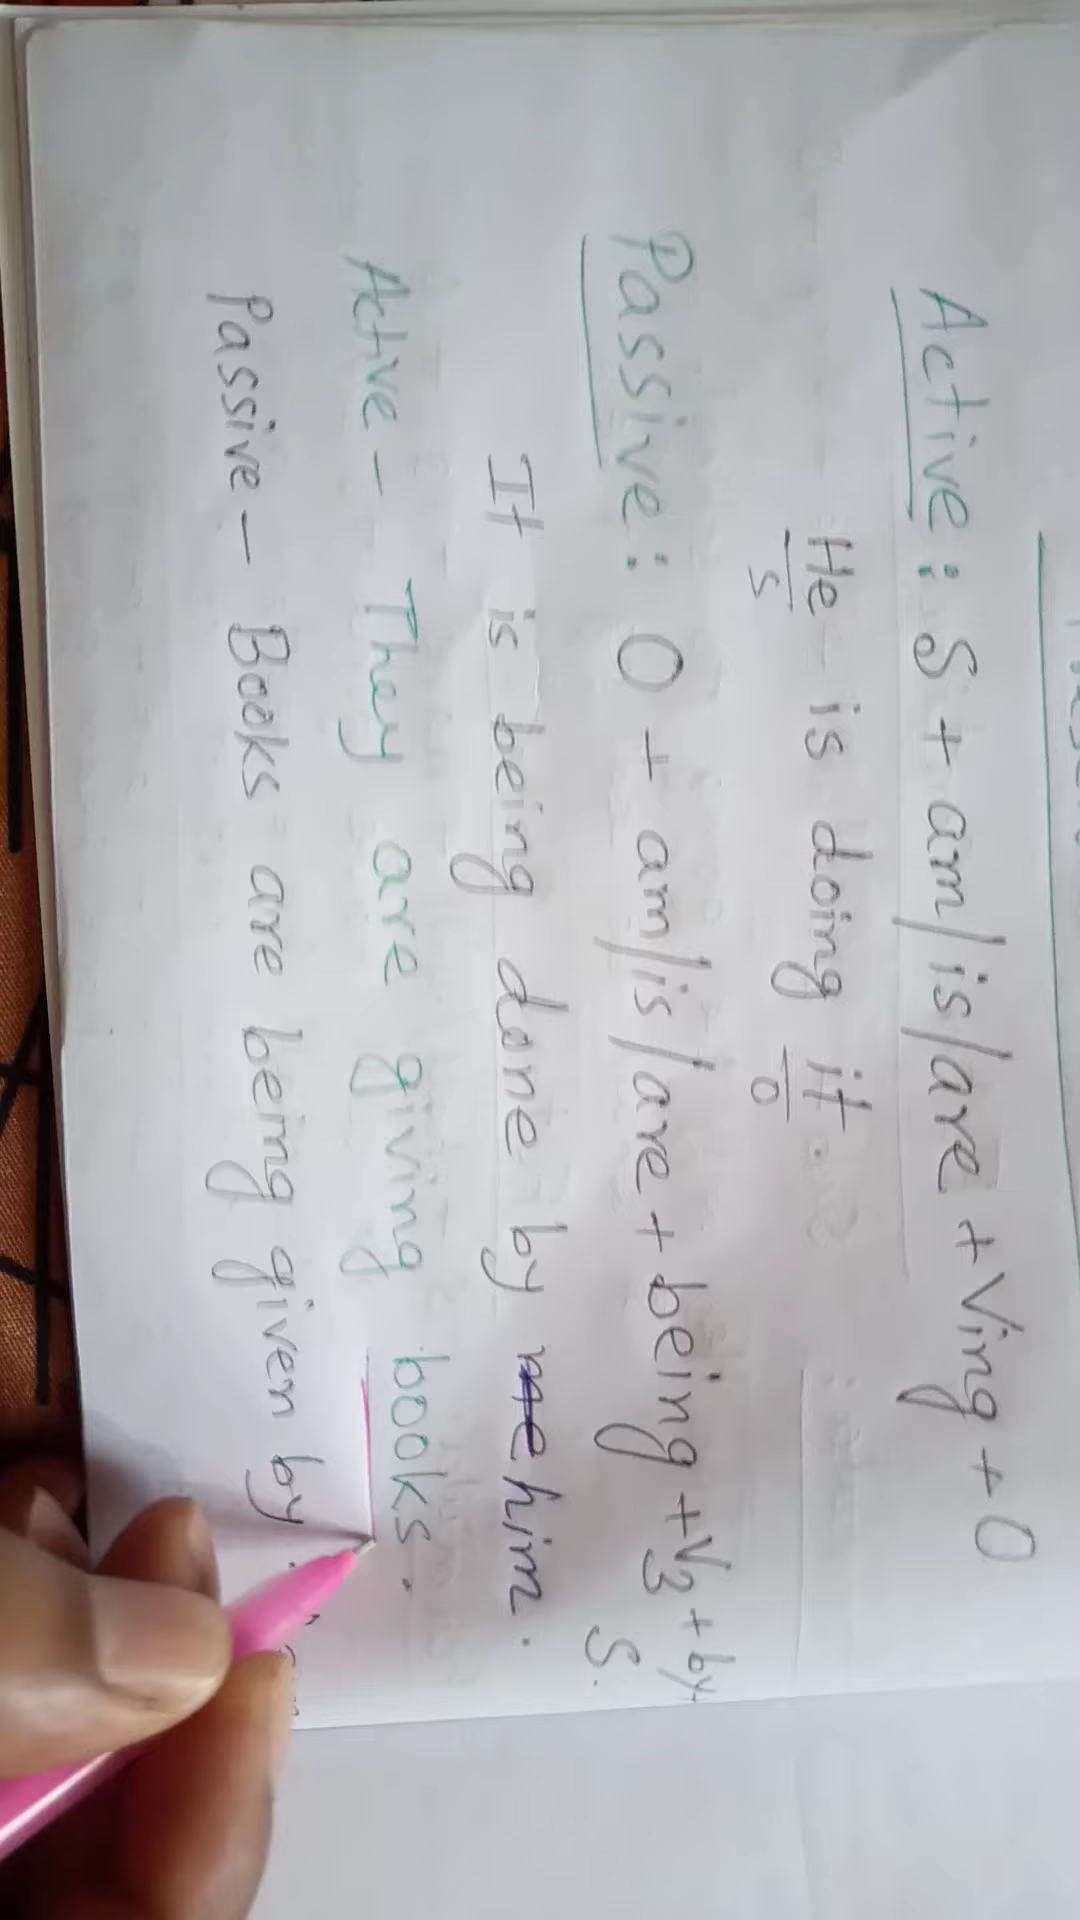 Active : S + am/is/are + Ving + O
He is doing it.
S O
Passive : O + am/is/are + being + V3 + by +
S.
It is being done by me him.
Active - They are giving books.
Passive - Books are being given by